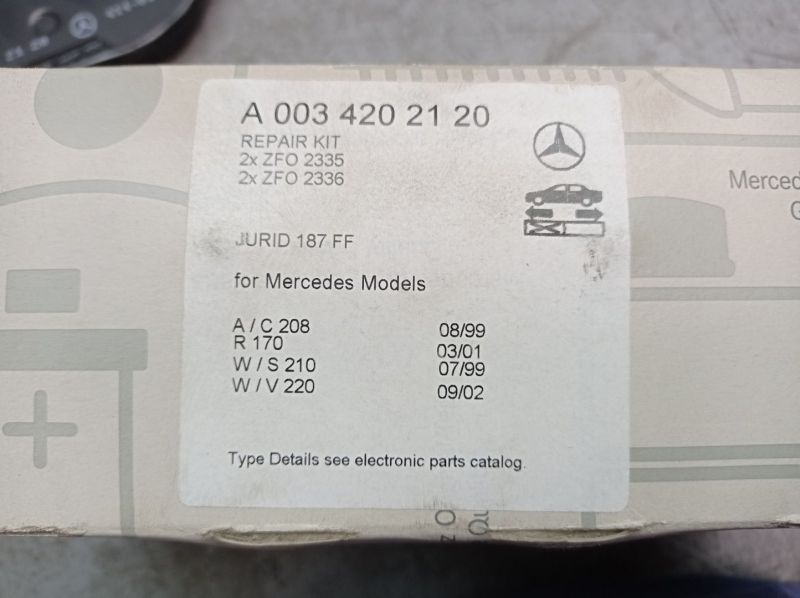 A 003 420 21 20
REPAIR KIT
2x ZFO 2335
2x ZFO 2336
JURID 187 FF
for Mercedes Models
A / C 208 08/99
R 170 03/01
W / S 210 07/99
W / V 220 09/02
Type Details see electronic parts catalog.
Merced